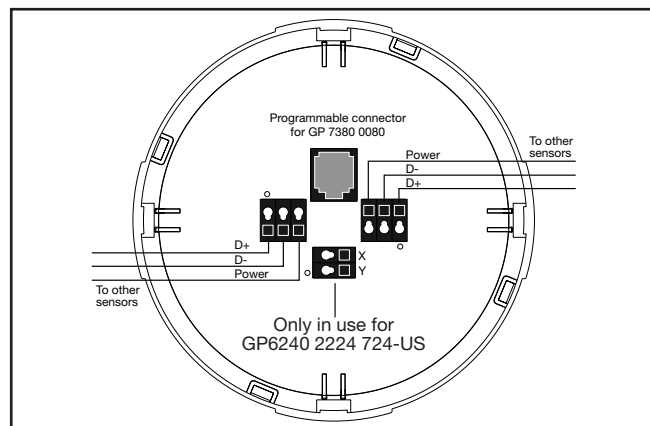 Programmable connector
for GP 7380 0080
To other
sensors
Power
D-
D+
D+
D-
Power
To other
sensors
X
Y
Only in use for
GP6240 2224 724-US